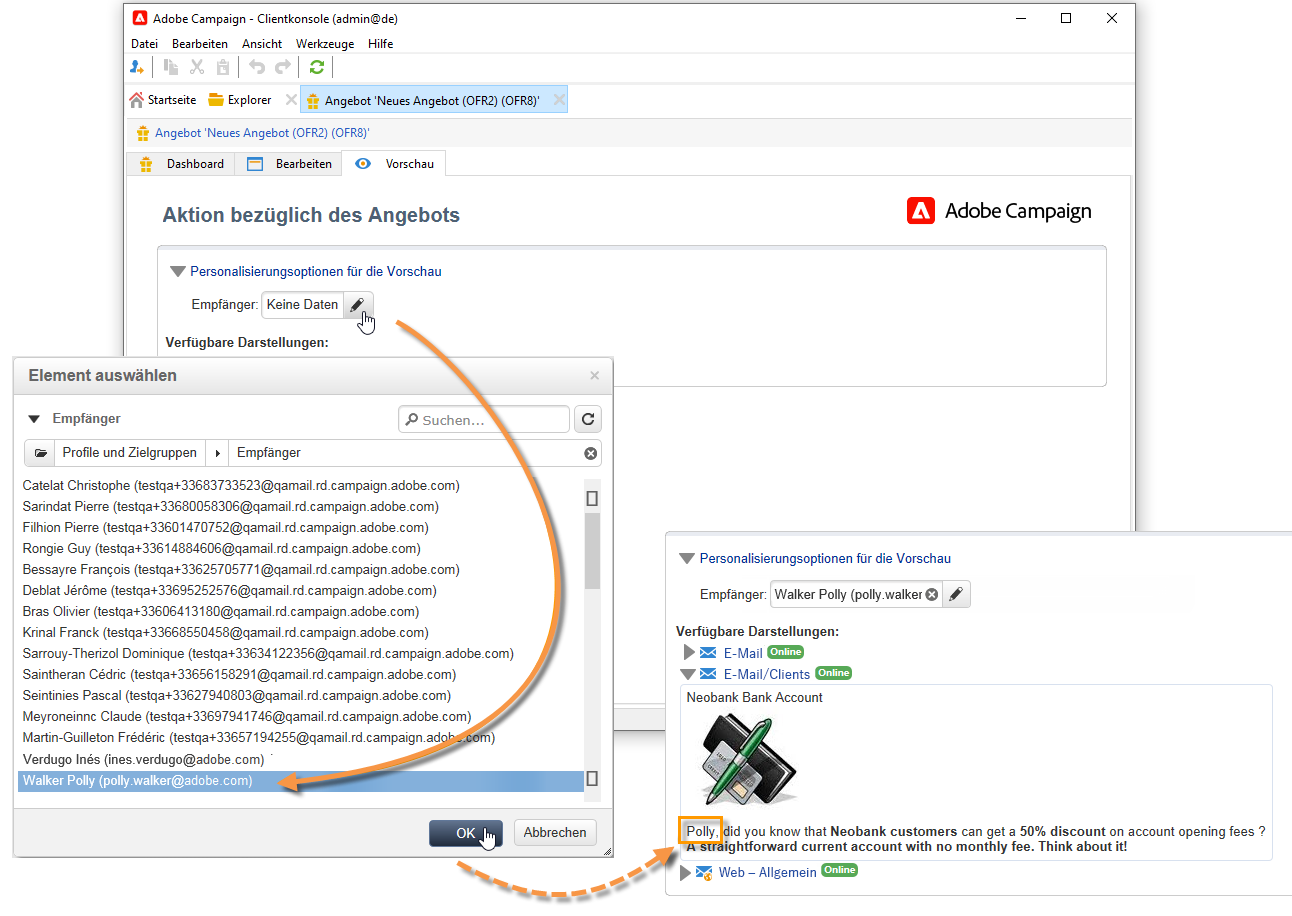 Adobe Campaign - Clientkonsole (admin@de)
Datei Bearbeiten Ansicht Werkzeuge Hilfe
Startseite Explorer Angebot 'Neues Angebot (OFR2) (OFR8)'
Angebot 'Neues Angebot (OFR2) (OFR8)'
Dashboard Bearbeiten Vorschau
Aktion bezüglich des Angebots
Adobe Campaign
Personalisierungsoptionen für die Vorschau
Empfänger: Keine Daten
Verfügbare Darstellungen:
Element auswählen
Empfänger
Suchen...
Profile und Zielgruppen Empfänger
Catelat Christophe (testqa+33683733523@qamail.rd.campaign.adobe.com)
Sarindat Pierre (testqa+33680058306@qamail.rd.campaign.adobe.com)
Filhion Pierre (testqa+33601470752@qamail.rd.campaign.adobe.com)
Rongie Guy (testqa+33614884606@qamail.rd.campaign.adobe.com)
Bessayre François (testqa+33625705771@qamail.rd.campaign.adobe.com)
Deblat Jérôme (testqa+33695252576@qamail.rd.campaign.adobe.com)
Bras Olivier (testqa+33606413180@qamail.rd.campaign.adobe.com)
Krinal Franck (testqa+33668550458@qamail.rd.campaign.adobe.com)
Sarrouy-Therizol Dominique (testqa+33634122356@qamail.rd.campaign.adobe.com)
Saintheran Cédric (testqa+33656158291@qamail.rd.campaign.adobe.com)
Seintinies Pascal (testqa+33627940803@qamail.rd.campaign.adobe.com)
Meyroneinnc Claude (testqa+33697941746@qamail.rd.campaign.adobe.com)
Martin-Guilleton Frédéric (testqa+33657194255@qamail.rd.campaign.adobe.com)
Verdugo Inés (ines.verdugo@adobe.com)
Walker Polly (polly.walker@adobe.com)
OK Abbrechen
Personalisierungsoptionen für die Vorschau
Empfänger: Walker Polly (polly.walker
Verfügbare Darstellungen:
E-Mail Online
E-Mail/Clients Online
Neobank Bank Account
Polly, did you know that Neobank customers can get a 50% discount on account opening fees ?
A straightforward current account with no monthly fee. Think about it!
Web – Allgemein Online